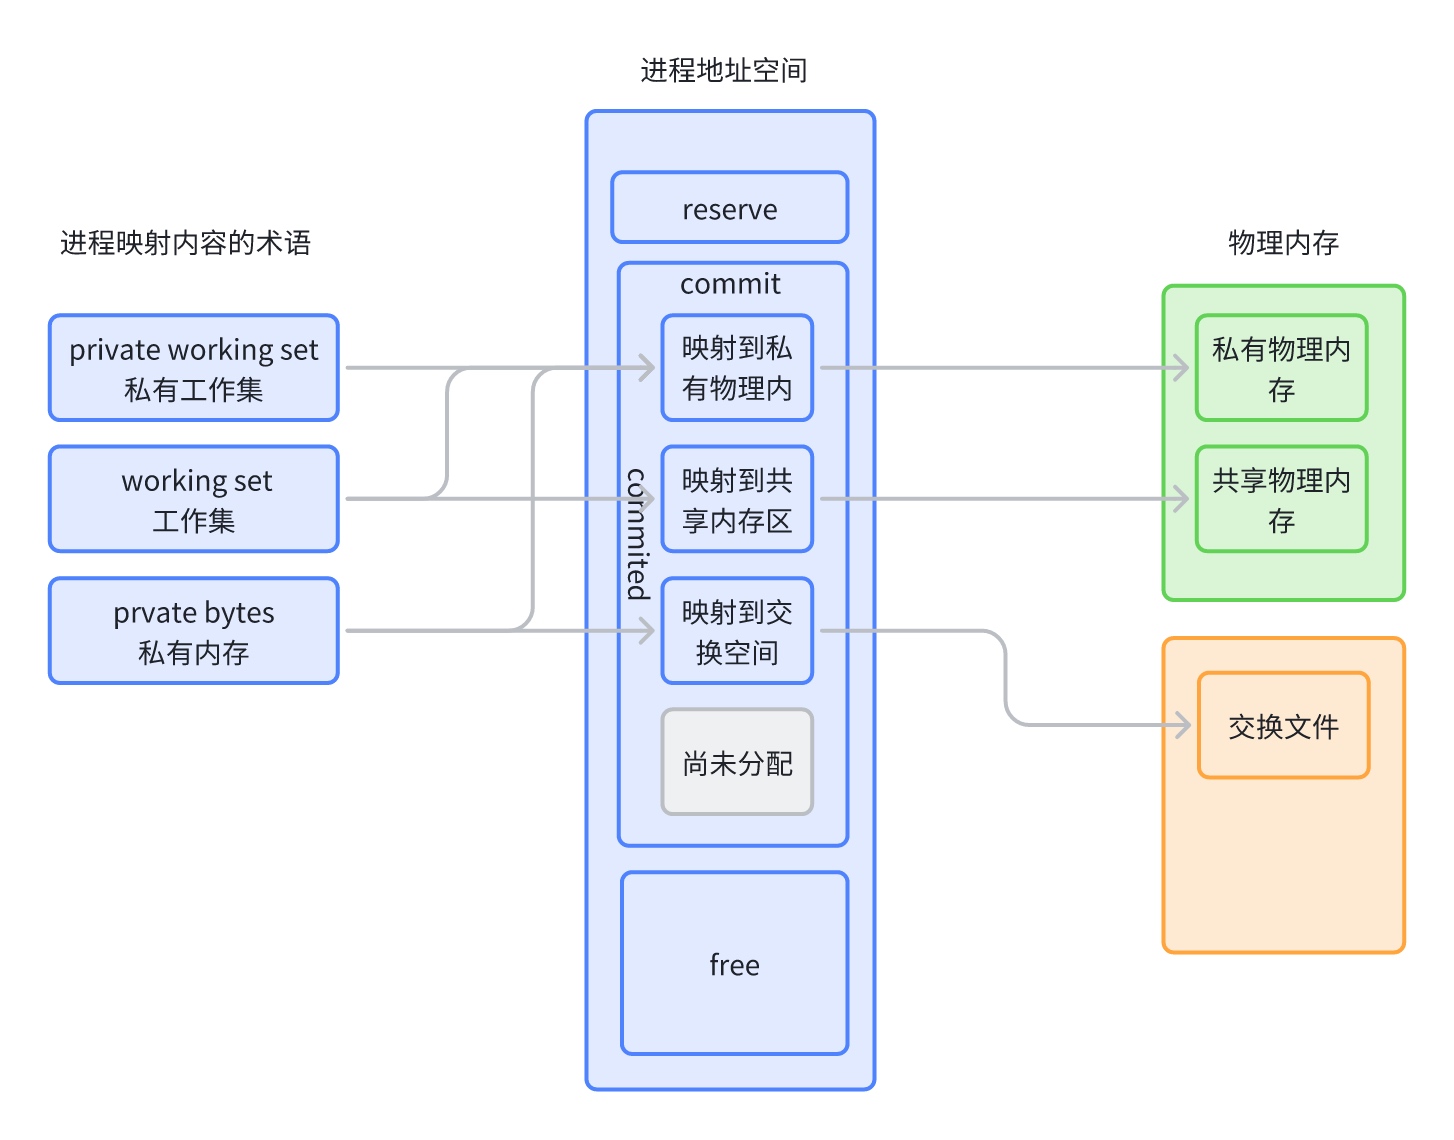 进程地址空间
reserve
进程映射内容的术语
物理内存
commit
private working set
私有工作集
映射到私
有物理内
私有物理内
存
working set
工作集
commited
映射到共
享内存区
共享物理内
存
prvate bytes
私有内存
映射到交
换空间
尚未分配
交换文件
free